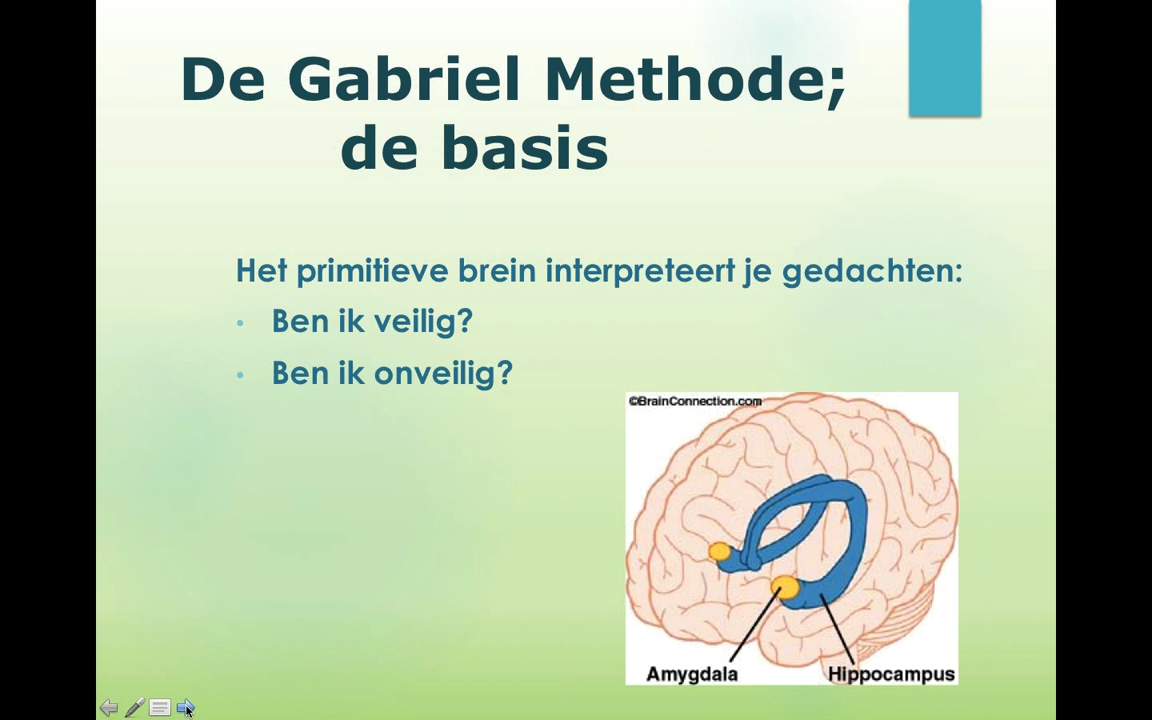 De Gabriel Methode;
de basis
Het primitieve brein interpreteert je gedachten:
• Ben ik veilig?
• Ben ik onveilig?
©BrainConnection.com
Amygdala
Hippocampus